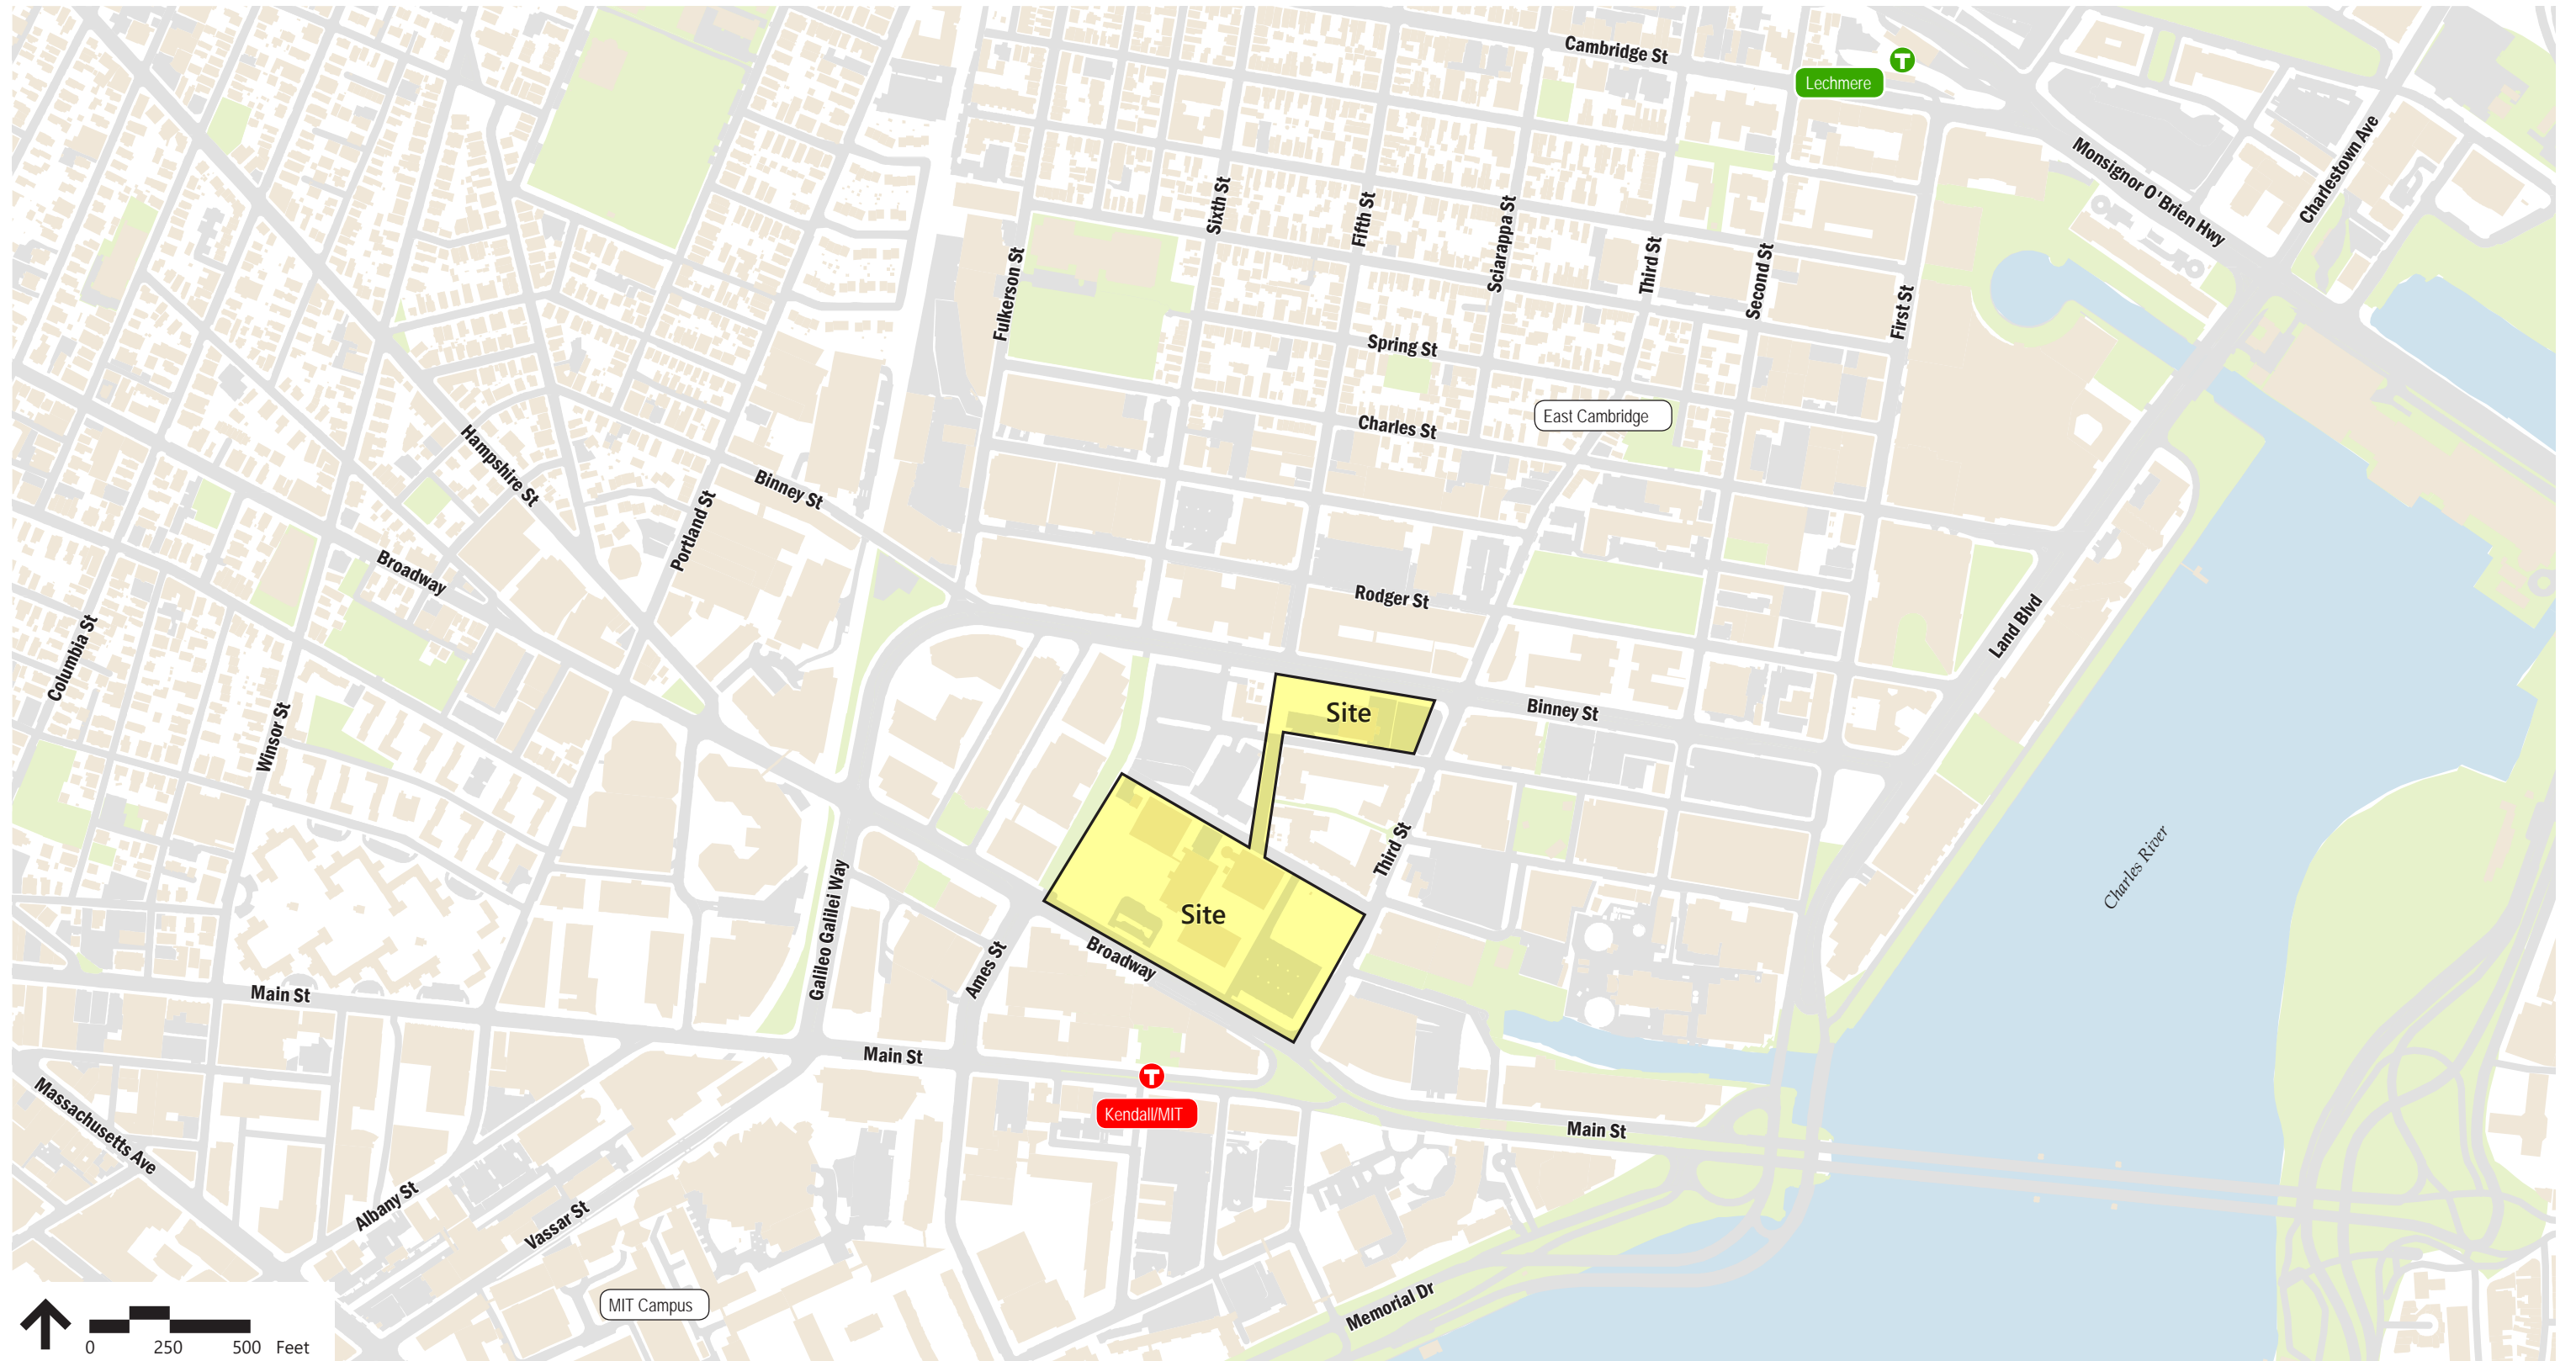 Cambridge St
Lechmere
Monsignor O'Brien Hwy
Charlestown Ave
Sixth St
Fifth St
Sciarappa St
Third St
Second St
First St
Fulkerson St
Spring St
East Cambridge
Charles St
Hampshire St
Binney St
Portland St
Broadway
Rodger St
Land Blvd
Columbia St
Winsor St
Site
Binney St
Third St
Charles River
Site
Galileo Galilei Way
Ames St
Broadway
Main St
Main St
Kendall/MIT
Main St
Massachusetts Ave
Albany St
Vassar St
MIT Campus
Memorial Dr
0 250 500 Feet
T
T